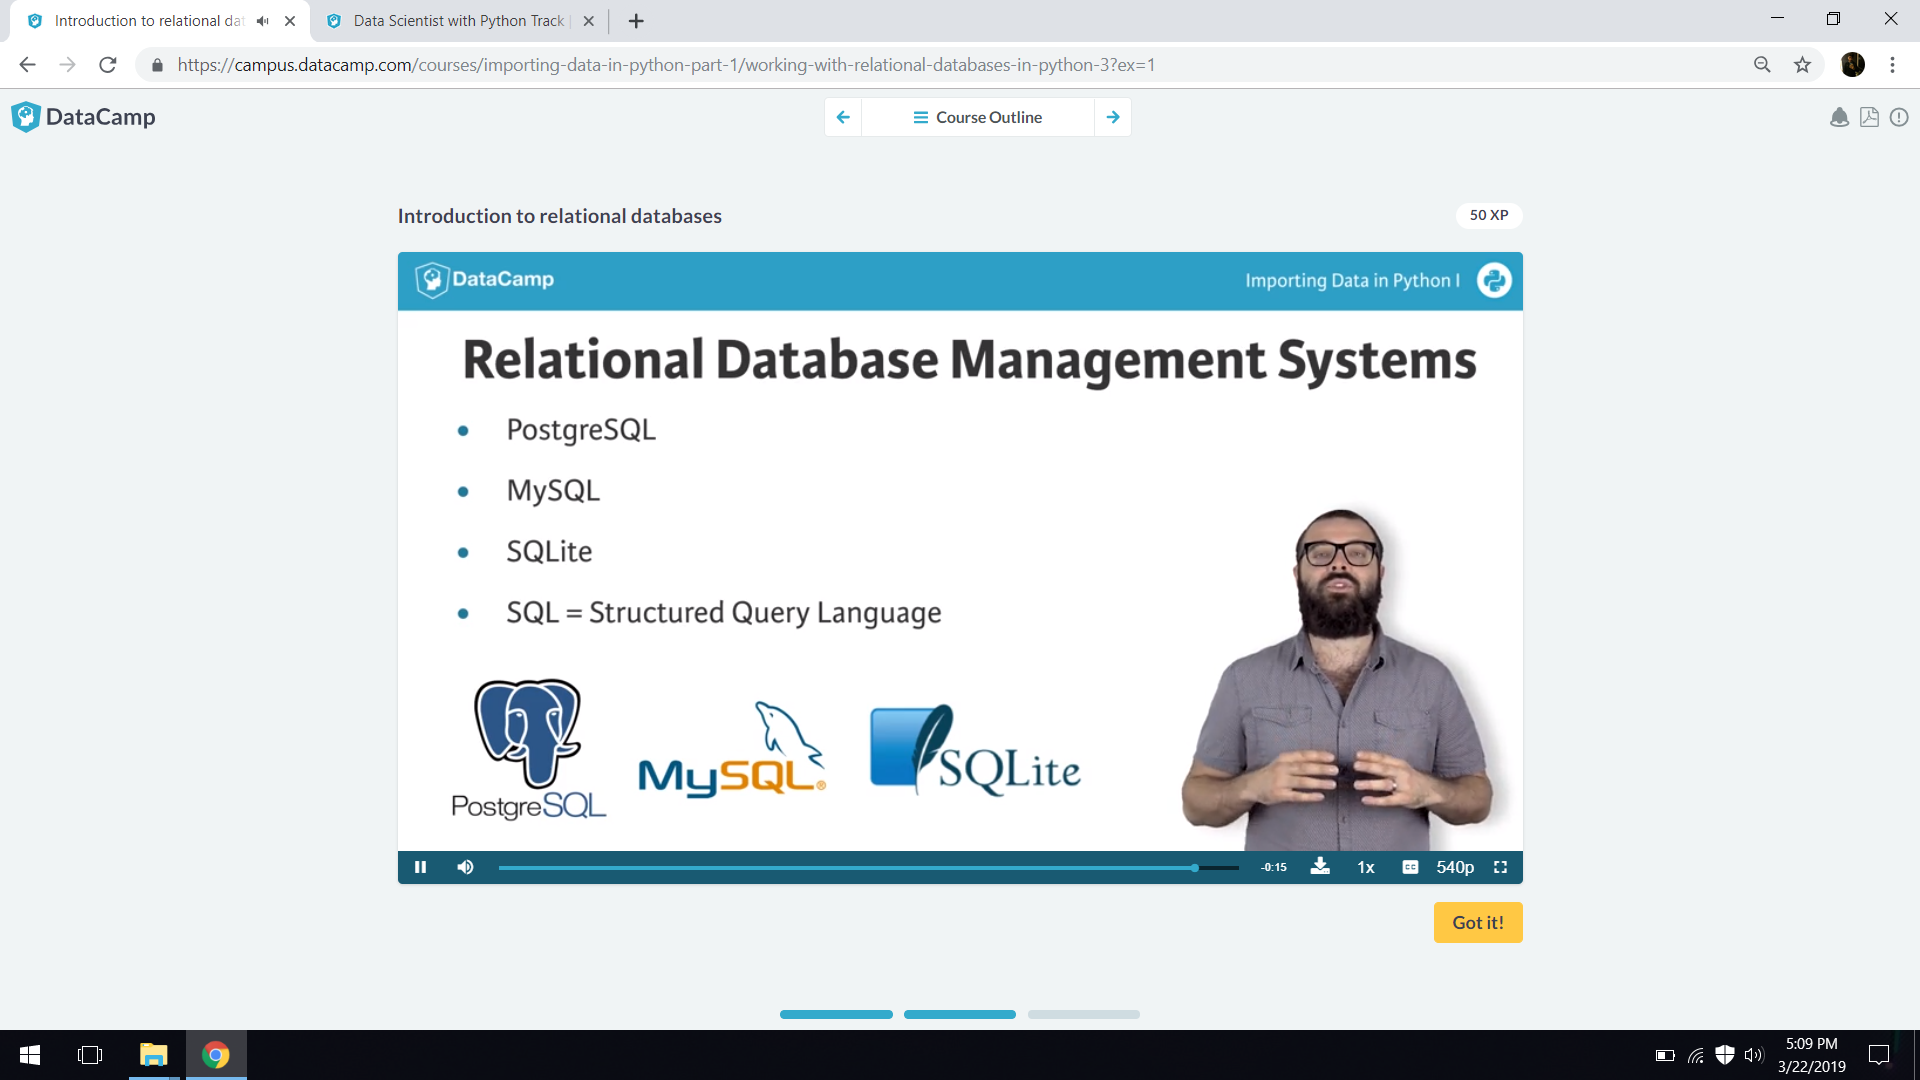 Introduction to relational dat
Data Scientist with Python Track
https://campus.datacamp.com/courses/importing-data-in-python-part-1/working-with-relational-databases-in-python-3?ex=1
DataCamp
Course Outline
Introduction to relational databases
50 XP
DataCamp
Importing Data in Python I
Relational Database Management Systems
• PostgreSQL
• MySQL
• SQLite
• SQL = Structured Query Language
PostgreSQL
MySQL®
SQLite
-0:15
1x
CC
540p
Got it!
5:09 PM
3/22/2019